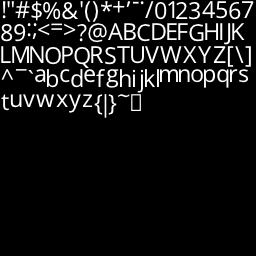 !"#$%&'()*+,-./01234567
89:;<=>?@ABCDEFGHIJK
LMNOPQRSTUVWXYZ[\]
^_`abcdefghijklmnopqrs
tuvwxyz{|}~